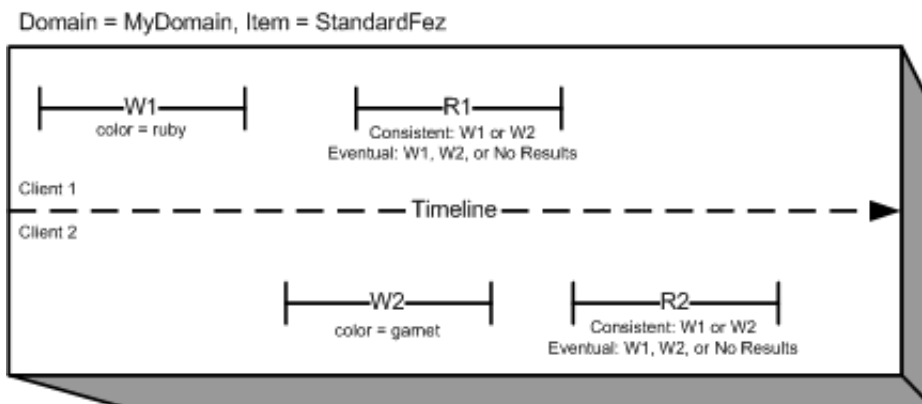 Domain = MyDomain, Item = StandardFez
W1
color = ruby
R1
Consistent: W1 or W2
Eventual: W1, W2, or No Results
Client 1
Timeline
Client 2
W2
color = garnet
R2
Consistent: W1 or W2
Eventual: W1, W2, or No Results